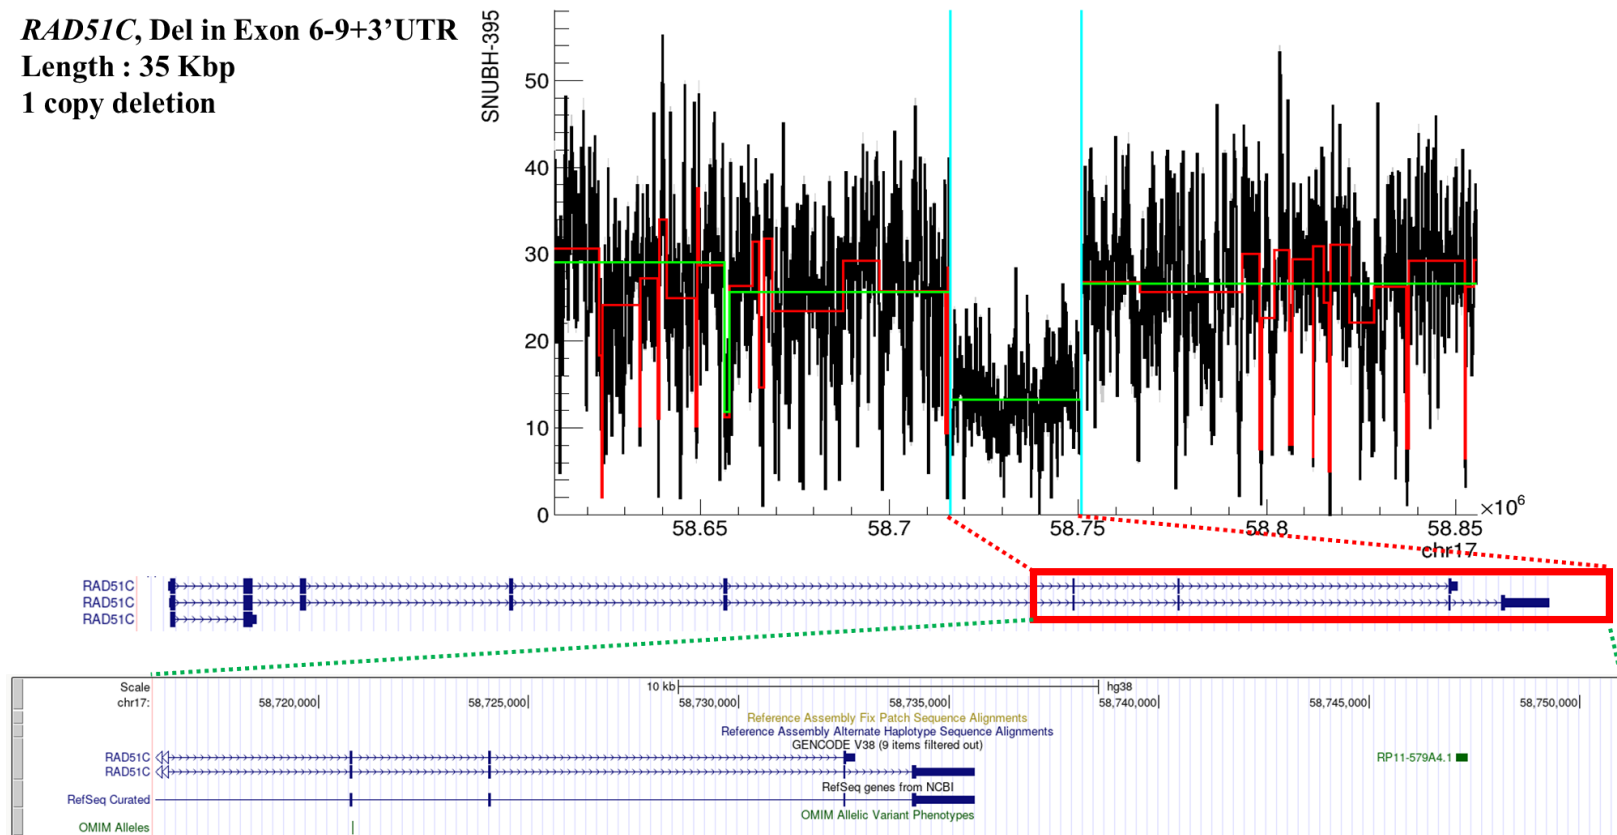 RAD51C, Del in Exon 6-9+3’UTR
Length : 35 Kbp
1 copy deletion
SNUBH-395
50
40
30
20
10
0
58.65 58.7 58.75 58.8 58.85
×10⁶
chr17
RAD51C
RAD51C
RAD51C
Scale 10 kb hg38
chr17: 58,720,000 58,725,000 58,730,000 58,735,000 58,740,000 58,745,000 58,750,000
Reference Assembly Fix Patch Sequence Alignments
Reference Assembly Alternate Haplotype Sequence Alignments
GENCODE V38 (9 items filtered out)
RAD51C RP11-579A4.1
RAD51C
RefSeq genes from NCBI
RefSeq Curated
OMIM Allelic Variant Phenotypes
OMIM Alleles